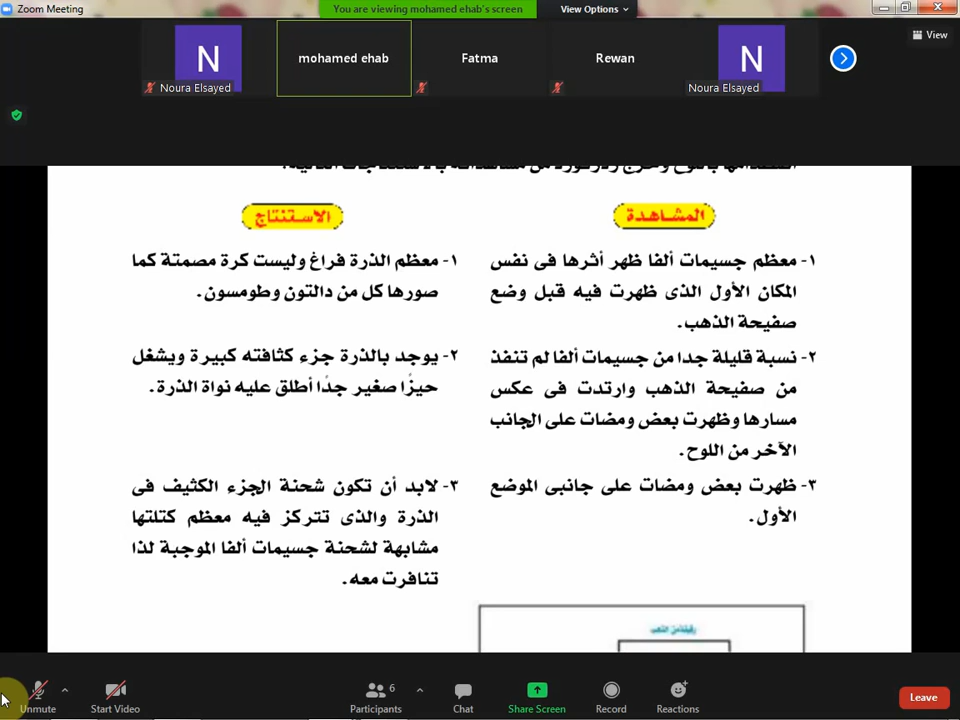 Zoom Meeting
You are viewing mohamed ehab's screen
View Options
View
N
Noura Elsayed
mohamed ehab
Fatma
Rewan
N
Noura Elsayed
المشاهدة
١- معظم جسيمات ألفا ظهر أثرها فى نفس
المكان الأول الذى ظهرت فيه قبل وضع
صفيحة الذهب.
٢- نسبة قليلة جدا من جسيمات ألفا لم تنفذ
من صفيحة الذهب وارتدت فى عكس
مسارها وظهرت بعض ومضات على الجانب
الآخر من اللوح.
٣- ظهرت بعض ومضات على جانبى الموضع
الأول.
الاستنتاج
١- معظم الذرة فراغ وليست كرة مصمتة كما
صورها كل من دالتون وطومسون.
٢- يوجد بالذرة جزء كثافته كبيرة ويشغل
حيزًا صغير جدًا أطلق عليه نواة الذرة.
٣- لابد أن تكون شحنة الجزء الكثيف فى
الذرة والذى تتركز فيه معظم كتلتها
مشابهة لشحنة جسيمات ألفا الموجبة لذا
تنافرت معه.
Unmute
Start Video
6
Participants
Chat
Share Screen
Record
Reactions
Leave